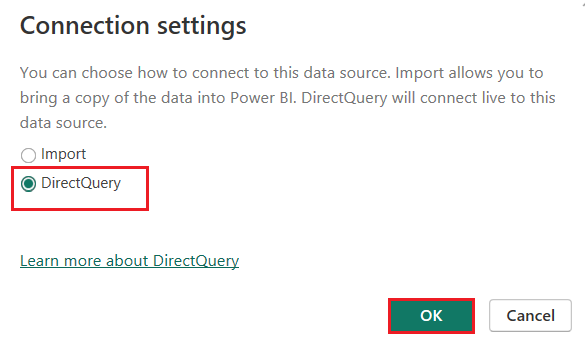 Connection settings
You can choose how to connect to this data source. Import allows you to
bring a copy of the data into Power BI. DirectQuery will connect live to this
data source.
Import
DirectQuery
Learn more about DirectQuery
OK
Cancel